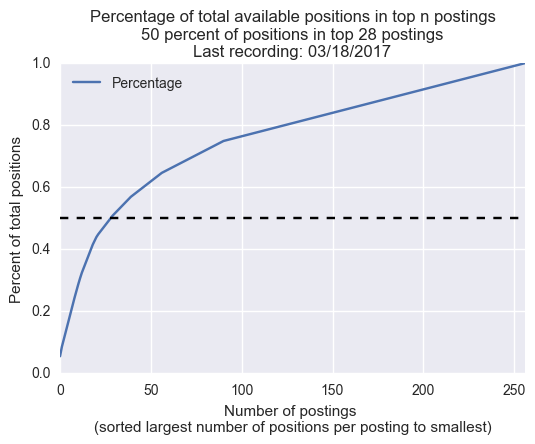 Percentage of total available positions in top n postings
50 percent of positions in top 28 postings
Last recording: 03/18/2017
1.0
Percentage
0.8
0.6
0.4
0.2
0.0
Percent of total positions
0 50 100 150 200 250
Number of postings
(sorted largest number of positions per posting to smallest)